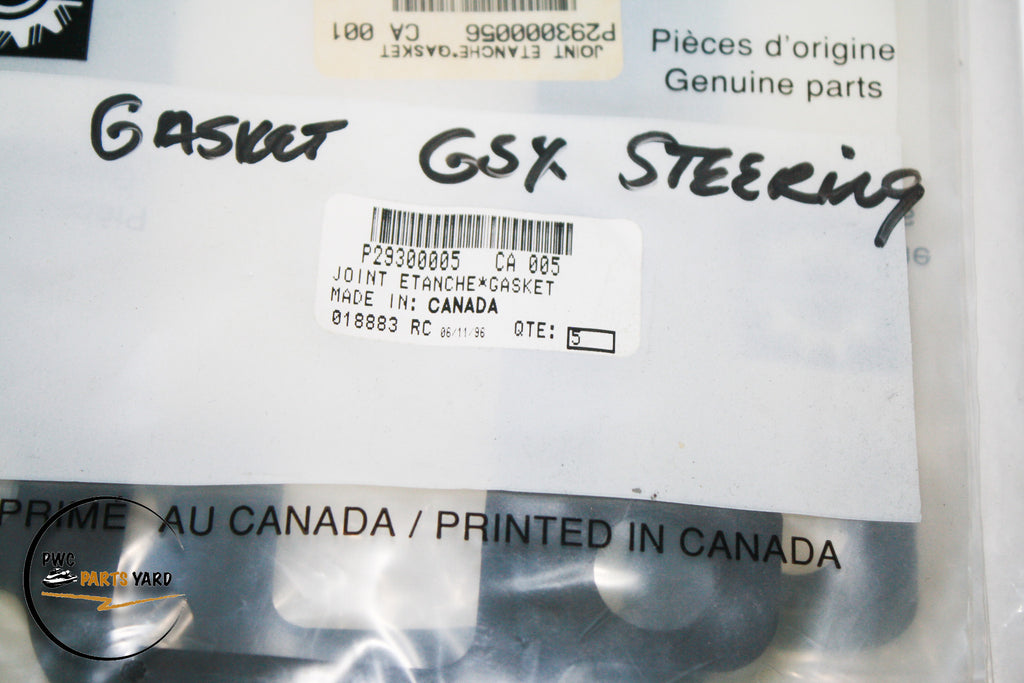 P293000056 CA 001
JOINT ETANCHE*GASKET
Pièces d'origine
Genuine parts
GASKET GSX STEERING
P29300005 CA 005
JOINT ETANCHE*GASKET
MADE IN: CANADA
018883 RC 06/11/96 QTE: 5
PRIMÉ AU CANADA / PRINTED IN CANADA
PWC
PARTS YARD